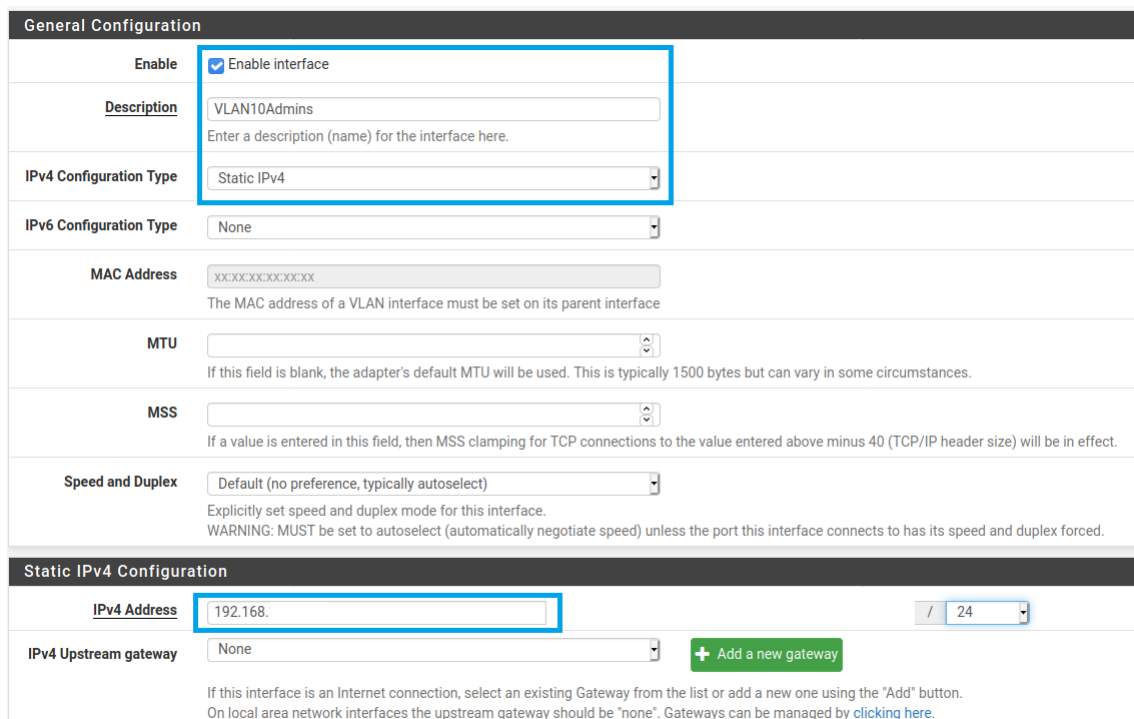 General Configuration
Enable Enable interface
Description VLAN10Admins
Enter a description (name) for the interface here.
IPv4 Configuration Type Static IPv4
IPv6 Configuration Type None
MAC Address xx:xx:xx:xx:xx:xx
The MAC address of a VLAN interface must be set on its parent interface
MTU
If this field is blank, the adapter's default MTU will be used. This is typically 1500 bytes but can vary in some circumstances.
MSS
If a value is entered in this field, then MSS clamping for TCP connections to the value entered above minus 40 (TCP/IP header size) will be in effect.
Speed and Duplex Default (no preference, typically autoselect)
Explicitly set speed and duplex mode for this interface.
WARNING: MUST be set to autoselect (automatically negotiate speed) unless the port this interface connects to has its speed and duplex forced.
Static IPv4 Configuration
IPv4 Address 192.168. / 24
IPv4 Upstream gateway None + Add a new gateway
If this interface is an Internet connection, select an existing Gateway from the list or add a new one using the "Add" button.
On local area network interfaces the upstream gateway should be "none". Gateways can be managed by clicking here.